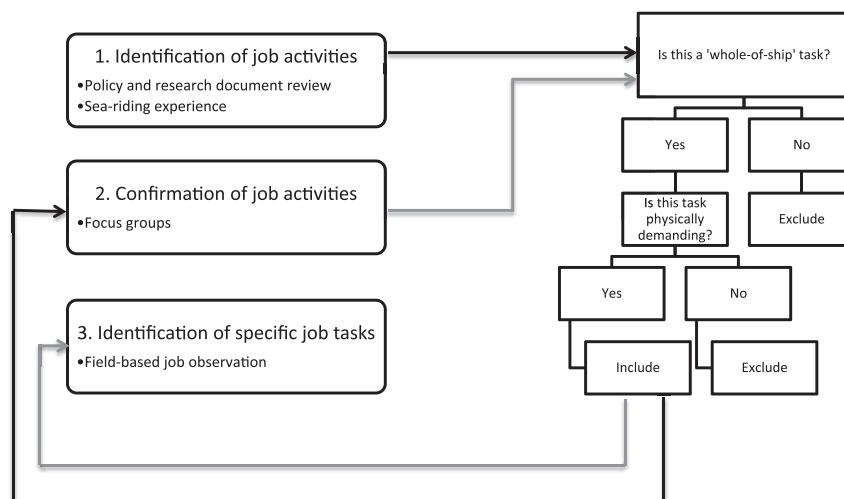 1. Identification of job activities
•Policy and research document review
•Sea-riding experience
2. Confirmation of job activities
•Focus groups
3. Identification of specific job tasks
•Field-based job observation
Is this a 'whole-of-ship' task?
Yes
No
Is this task
physically
demanding?
Exclude
Yes
No
Include
Exclude